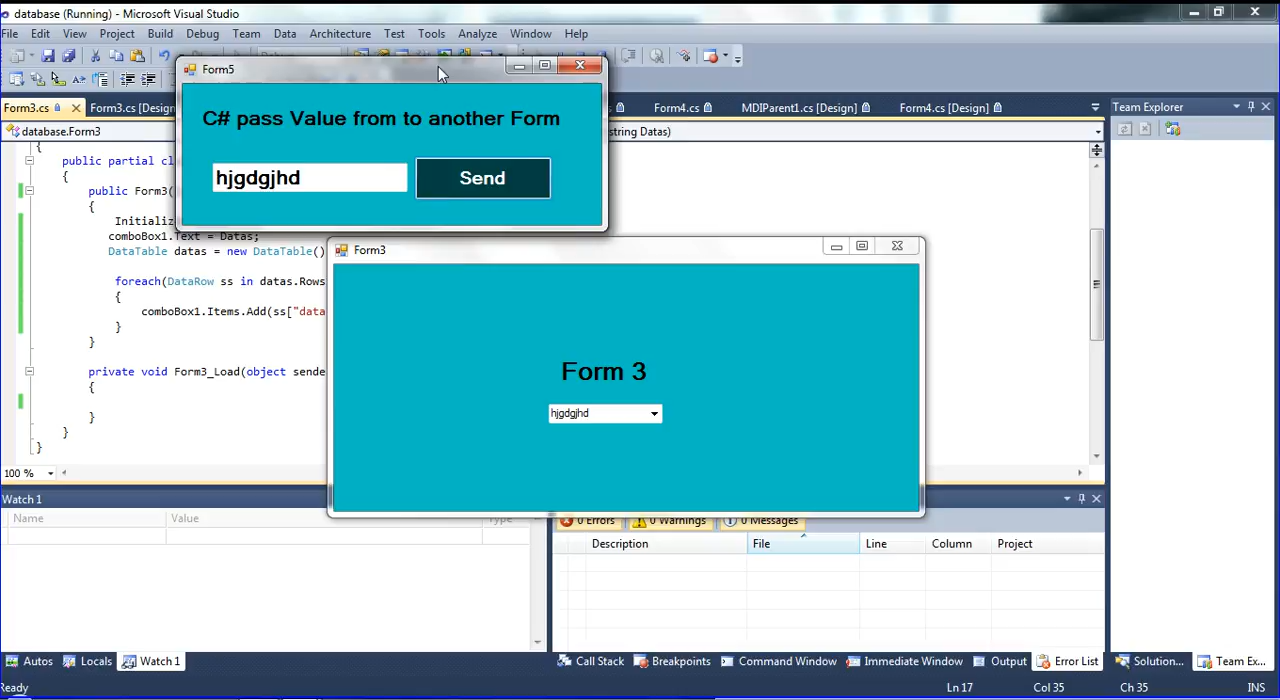 database (Running) - Microsoft Visual Studio
File Edit View Project Build Debug Team Data Architecture Test Tools Analyze Window Help
Form5
Form3.cs Form3.cs [Design Form4.cs MDIParent1.cs [Design] Form4.cs [Design] Team Explorer
C# pass Value from to another Form
database.Form3 string Datas)
{
public partial cl
{
hjgdgjhd Send
public Form3(
{
Initializ
comboBox1.Text = Datas;
DataTable datas = new DataTable()
Form3
foreach(DataRow ss in datas.Rows
{
comboBox1.Items.Add(ss["data
}
}
private void Form3_Load(object sende
Form 3
{
hjgdgjhd
}
}
}
100 %
Watch 1
Name Value Type
0 Errors 0 Warnings 0 Messages
Description File Line Column Project
Autos Locals Watch 1 Call Stack Breakpoints Command Window Immediate Window Output Error List Solution... Team Ex...
Ready Ln 17 Col 35 Ch 35 INS